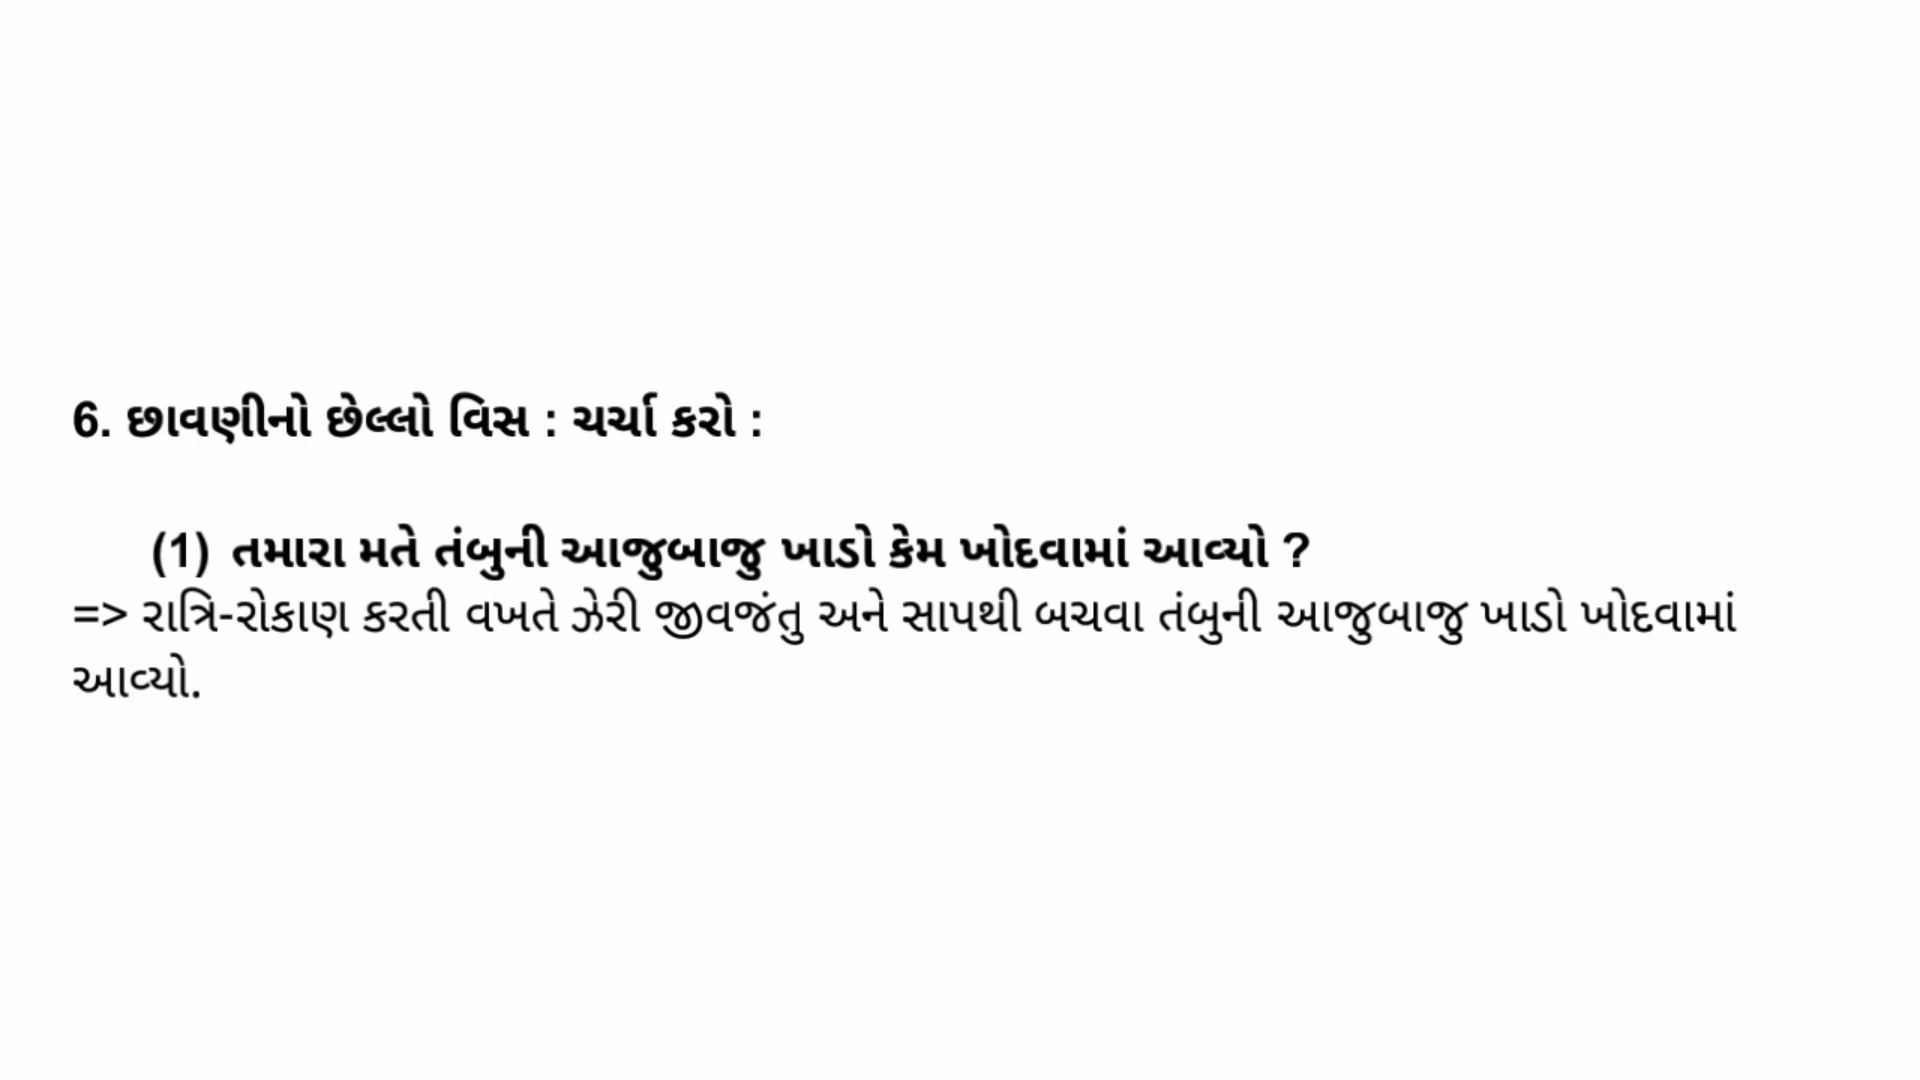 6. છાવણીનો છેલ્લો વિસ : ચર્ચા કરો :
(1) તમારા મતે તંબુની આજુબાજુ ખાડો કેમ ખોદવામાં આવ્યો ?
=> રાત્રિ-રોકાણ કરતી વખતે ઝેરી જીવજંતુ અને સાપથી બચવા તંબુની આજુબાજુ ખાડો ખોદવામાં
આવ્યો.